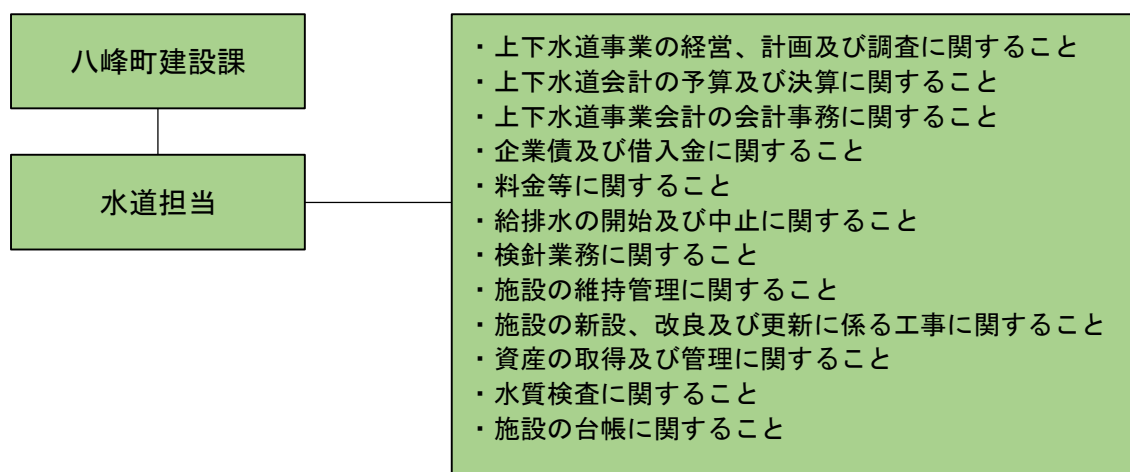 八峰町建設課
水道担当
・上下水道事業の経営、計画及び調査に関すること
・上下水道会計の予算及び決算に関すること
・上下水道事業会計の会計事務に関すること
・企業債及び借入金に関すること
・料金等に関すること
・給排水の開始及び中止に関すること
・検針業務に関すること
・施設の維持管理に関すること
・施設の新設、改良及び更新に係る工事に関すること
・資産の取得及び管理に関すること
・水質検査に関すること
・施設の台帳に関すること